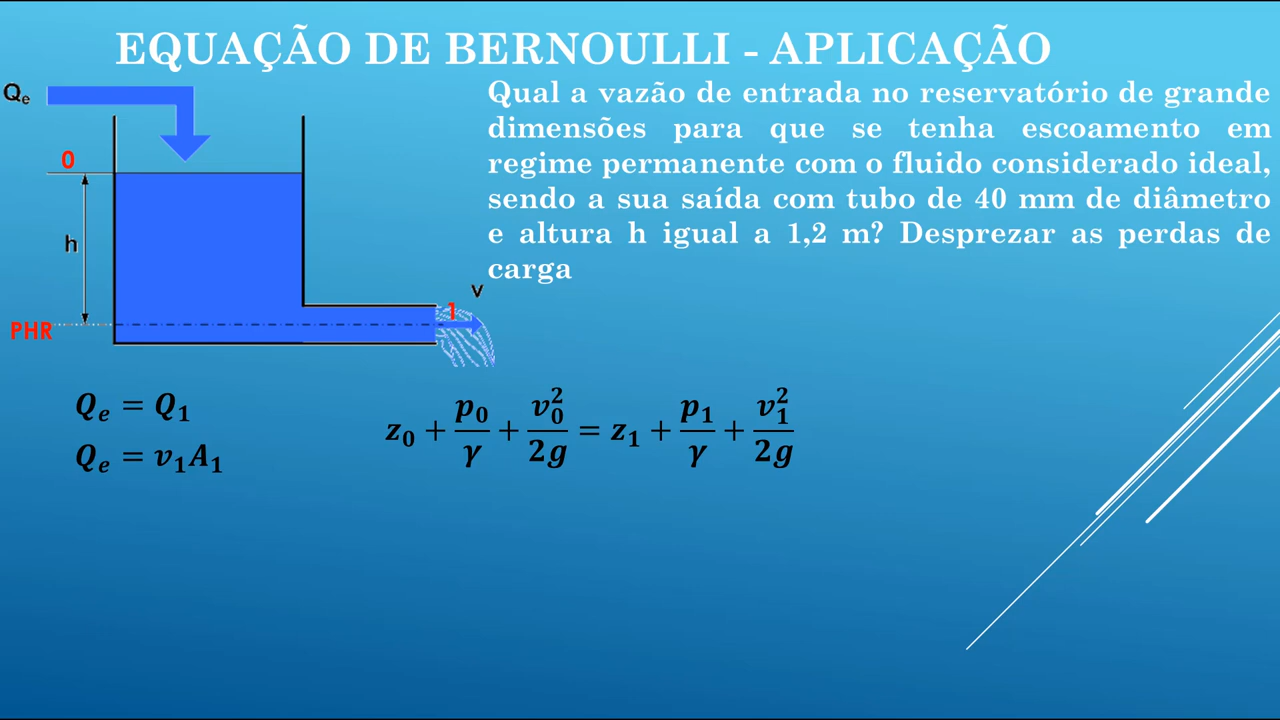 EQUAÇÃO DE BERNOULLI - APLICAÇÃO
Qₑ
0
h
PHR
v
1
Qual a vazão de entrada no reservatório de grande
dimensões para que se tenha escoamento em
regime permanente com o fluido considerado ideal,
sendo a sua saída com tubo de 40 mm de diâmetro
e altura h igual a 1,2 m? Desprezar as perdas de
carga
Qₑ = Q₁
Qₑ = v₁A₁
z₀ + p₀/γ + v₀²/2g = z₁ + p₁/γ + v₁²/2g